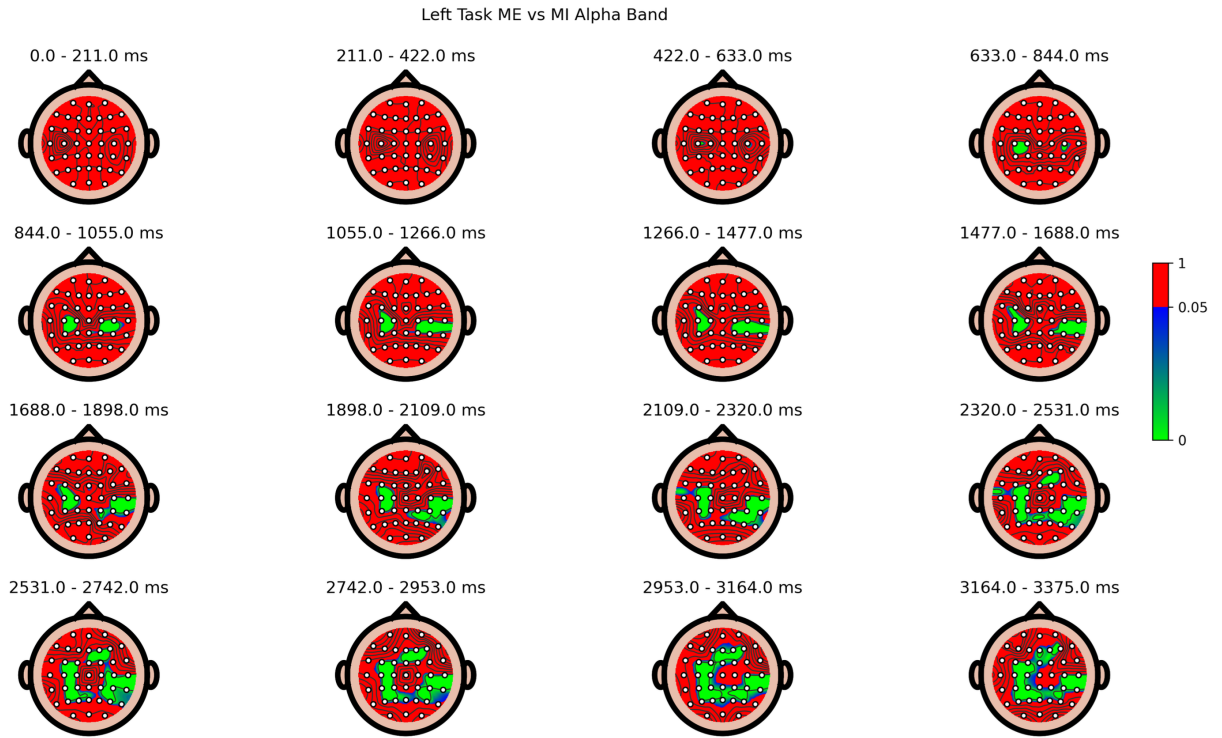 Left Task ME vs MI Alpha Band
0.0 - 211.0 ms
211.0 - 422.0 ms
422.0 - 633.0 ms
633.0 - 844.0 ms
844.0 - 1055.0 ms
1055.0 - 1266.0 ms
1266.0 - 1477.0 ms
1477.0 - 1688.0 ms
1
0.05
0
1688.0 - 1898.0 ms
1898.0 - 2109.0 ms
2109.0 - 2320.0 ms
2320.0 - 2531.0 ms
2531.0 - 2742.0 ms
2742.0 - 2953.0 ms
2953.0 - 3164.0 ms
3164.0 - 3375.0 ms